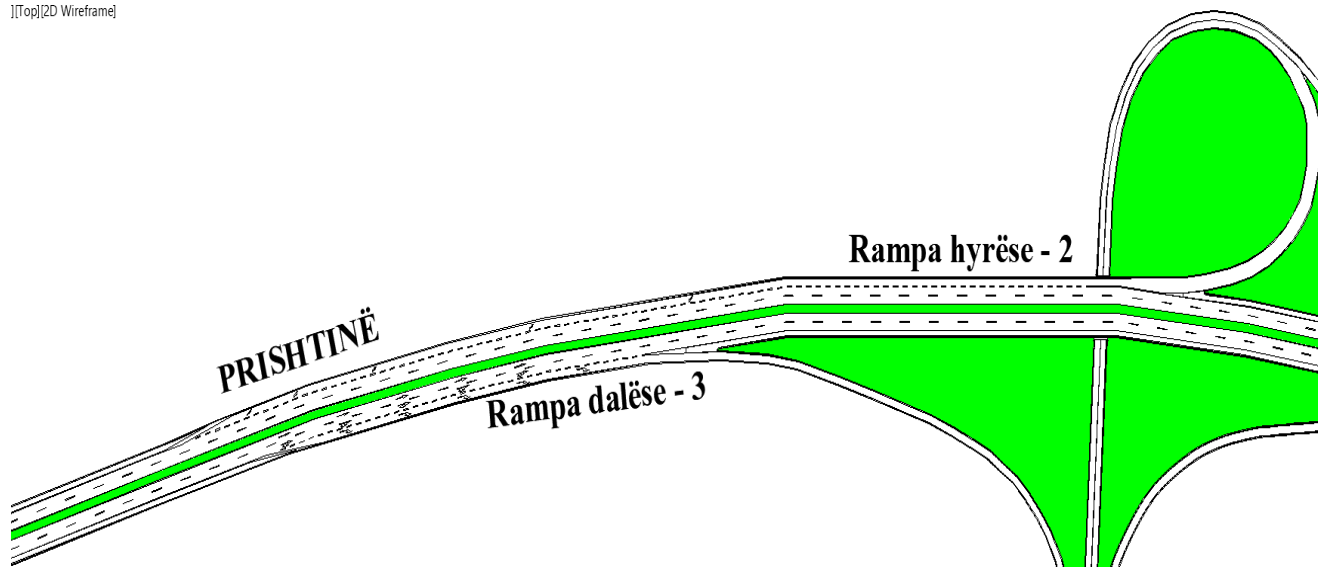 ][Top][2D Wireframe]
Rampa hyrëse - 2
PRISHTINË
Rampa dalëse - 3